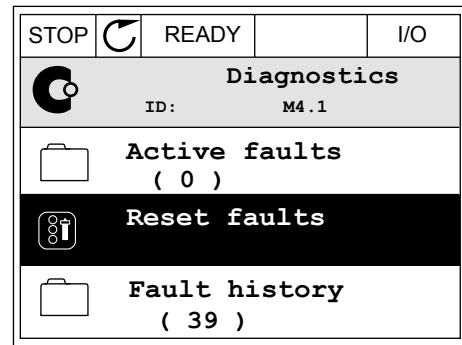 STOP READY I/O
Diagnostics
ID: M4.1
Active faults
( 0 )
Reset faults
Fault history
( 39 )